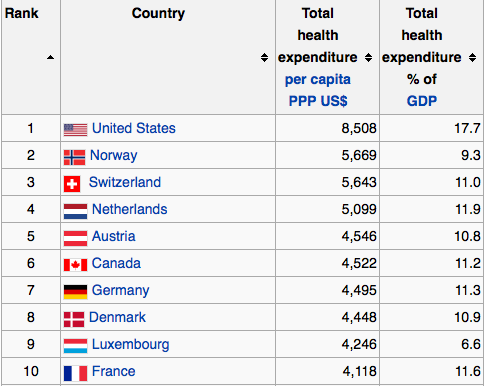 Rank Country Total health expenditure per capita PPP US$ Total health expenditure % of GDP
1 United States 8,508 17.7
2 Norway 5,669 9.3
3 Switzerland 5,643 11.0
4 Netherlands 5,099 11.9
5 Austria 4,546 10.8
6 Canada 4,522 11.2
7 Germany 4,495 11.3
8 Denmark 4,448 10.9
9 Luxembourg 4,246 6.6
10 France 4,118 11.6